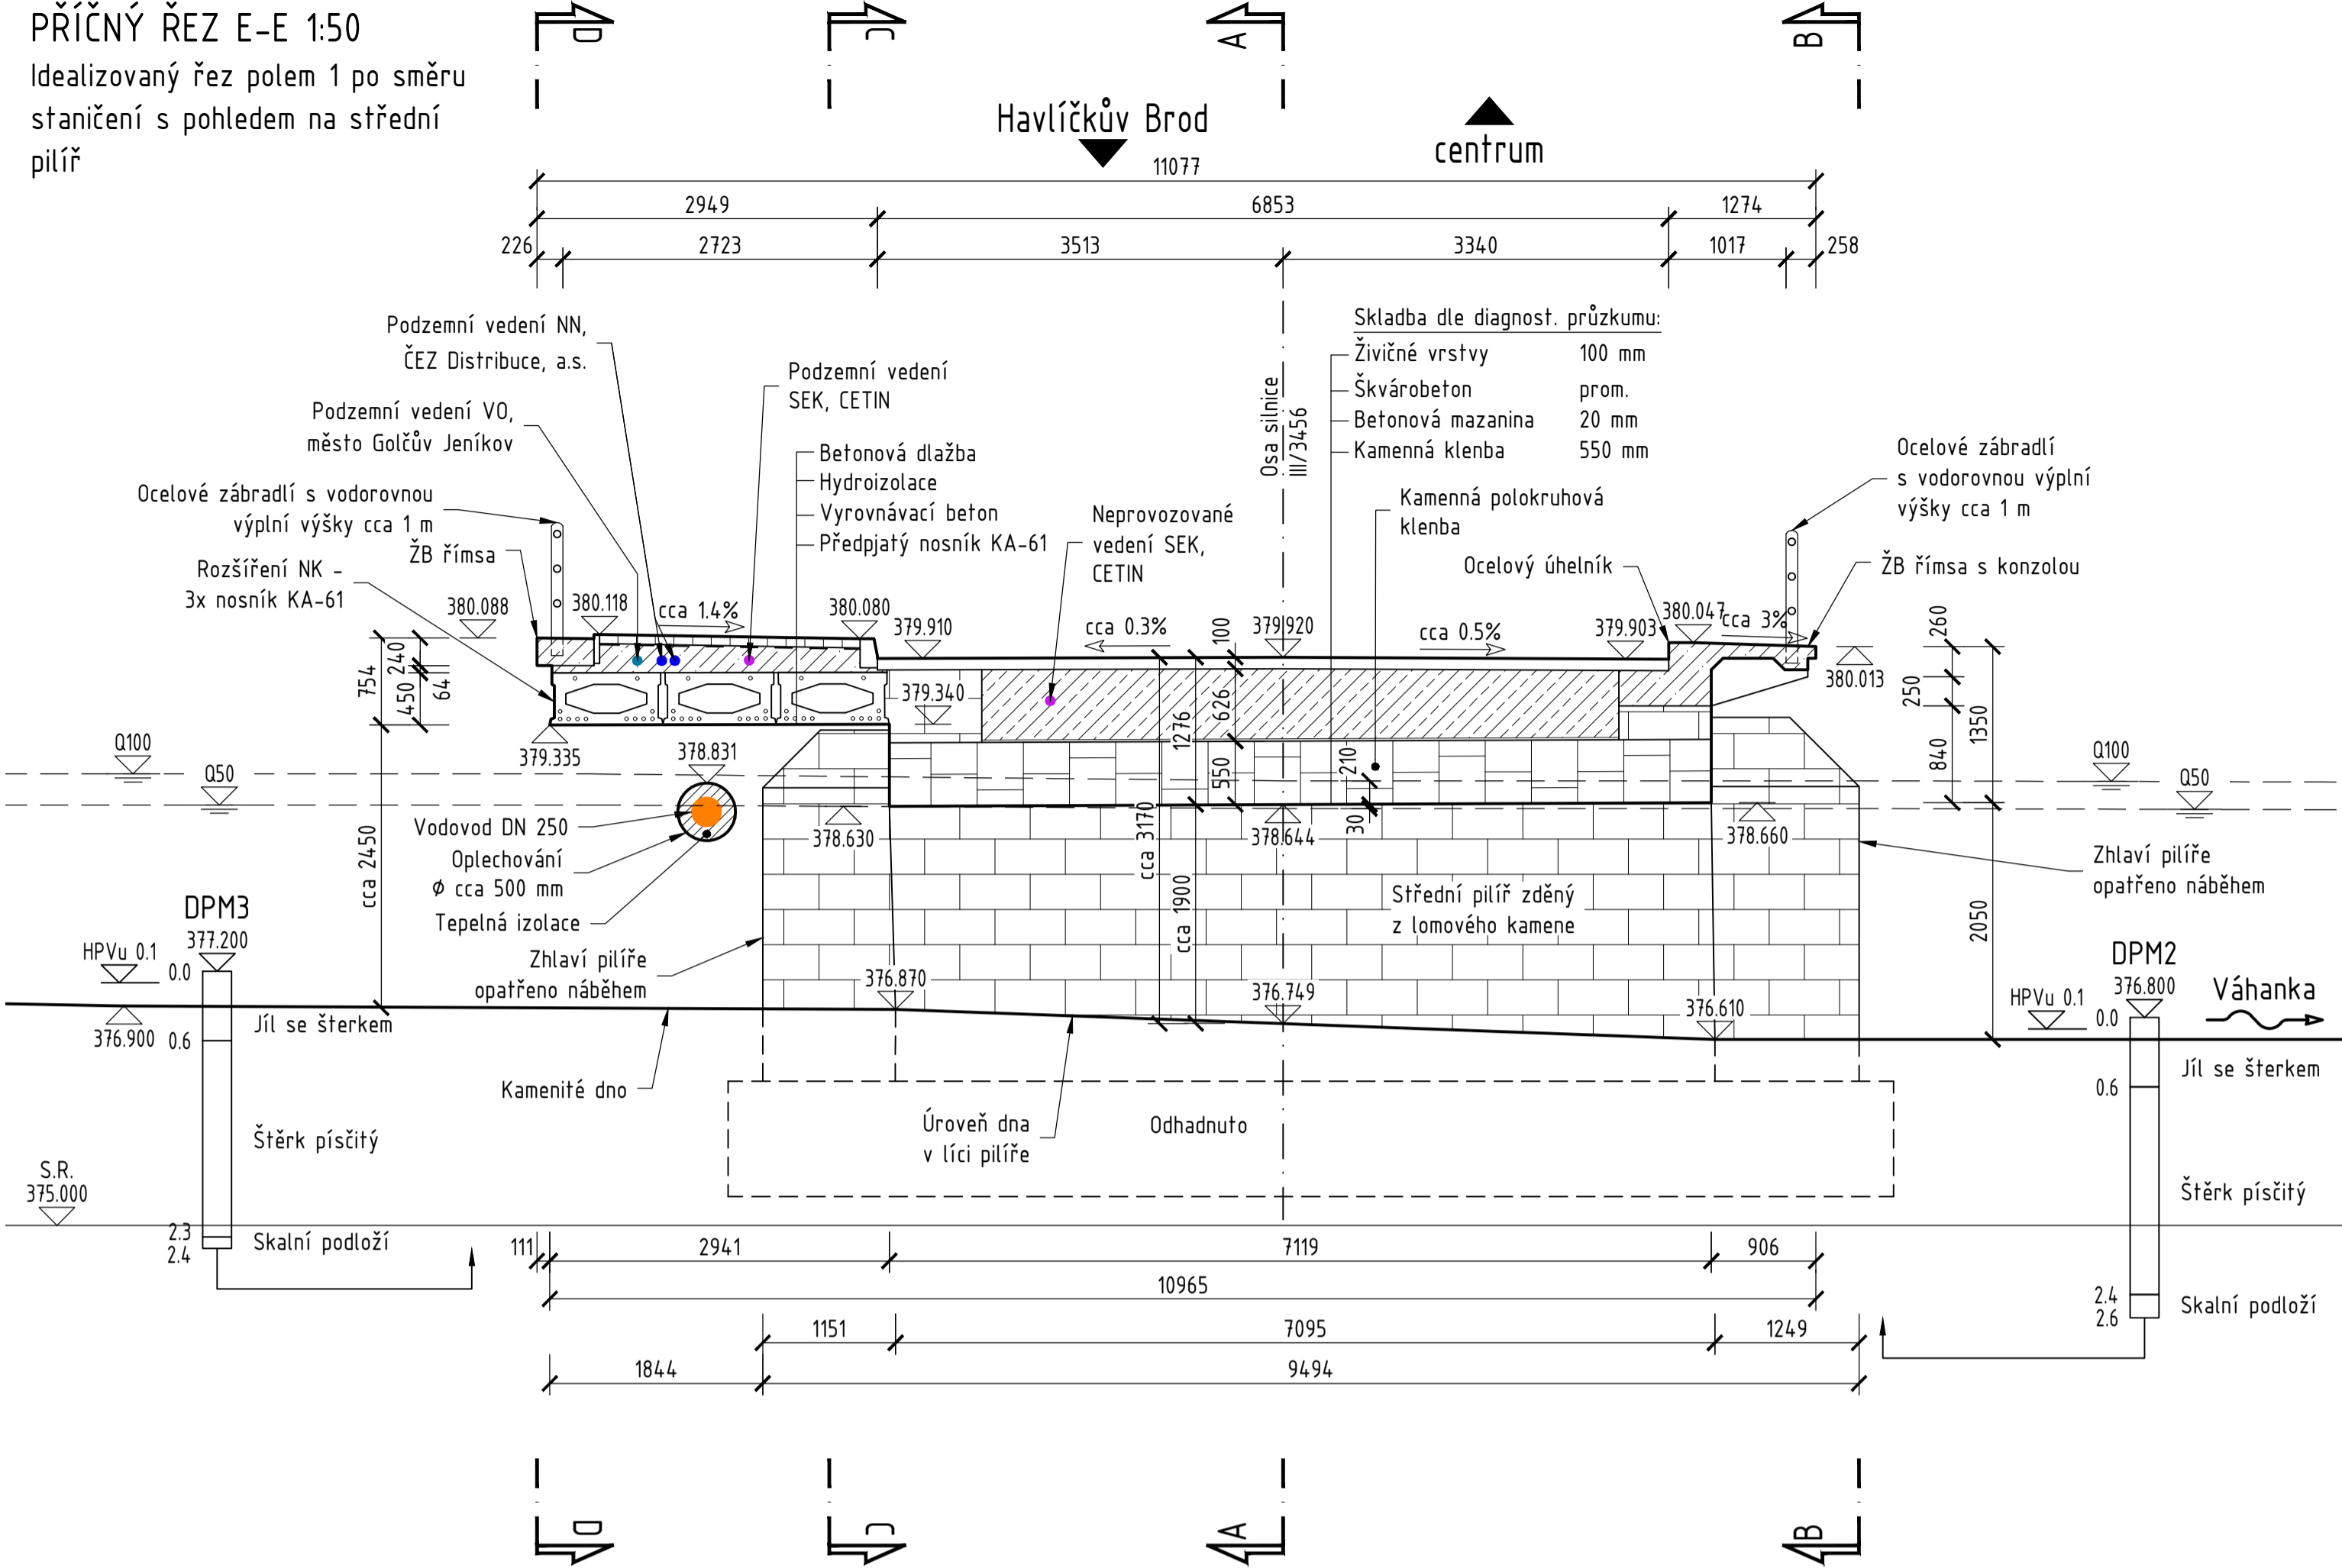 PŘÍČNÝ ŘEZ E-E 1:50
Idealizovaný řez polem 1 po směru
staničení s pohledem na střední
pilíř
D
C
A
B
Havlíčkův Brod
centrum
11077
2949
6853
1274
226
2723
3513
3340
1017
258
Podzemní vedení NN,
ČEZ Distribuce, a.s.
Podzemní vedení VO,
město Golčův Jeníkov
Ocelové zábradlí s vodorovnou
výplní výšky cca 1 m
ŽB římsa
Rozšíření NK -
3x nosník KA-61
Podzemní vedení
SEK, CETIN
Betonová dlažba
Hydroizolace
Vyrovnávací beton
Předpjatý nosník KA-61
Neprovozované
vedení SEK,
CETIN
Osa silnice
III/3456
Skladba dle diagnost. průzkumu:
Živičné vrstvy 100 mm
Škvárobeton prom.
Betonová mazanina 20 mm
Kamenná klenba 550 mm
Kamenná polokruhová
klenba
Ocelový úhelník
Ocelové zábradlí
s vodorovnou výplní
výšky cca 1 m
ŽB římsa s konzolou
380.088
380.118
cca 1.4%
380.080
379.910
cca 0.3%
100
379.920
cca 0.5%
379.903
380.047
cca 3%
380.013
260
250
840
1350
754
240
450
64
379.340
626
1276
550
210
30
379.335
378.831
Q100
Q50
Q100
Q50
cca 2450
Vodovod DN 250
Oplechování
Ø cca 500 mm
Tepelná izolace
Zhlaví pilíře
opatřeno náběhem
378.630
cca 3170
378.644
378.660
cca 1900
Střední pilíř zděný
z lomového kamene
Zhlaví pilíře
opatřeno náběhem
2050
DPM3
377.200
HPVu 0.1
0.0
376.900
0.6
Jíl se šterkem
Štěrk písčitý
S.R.
375.000
2.3
2.4
Skalní podloží
Kamenité dno
376.870
376.749
376.610
Úroveň dna
v líci pilíře
Odhadnuto
DPM2
376.800
HPVu 0.1
0.0
Váhanka
Jíl se šterkem
0.6
Štěrk písčitý
2.4
2.6
Skalní podloží
111
2941
7119
906
10965
1151
7095
1249
1844
9494
D
C
A
B